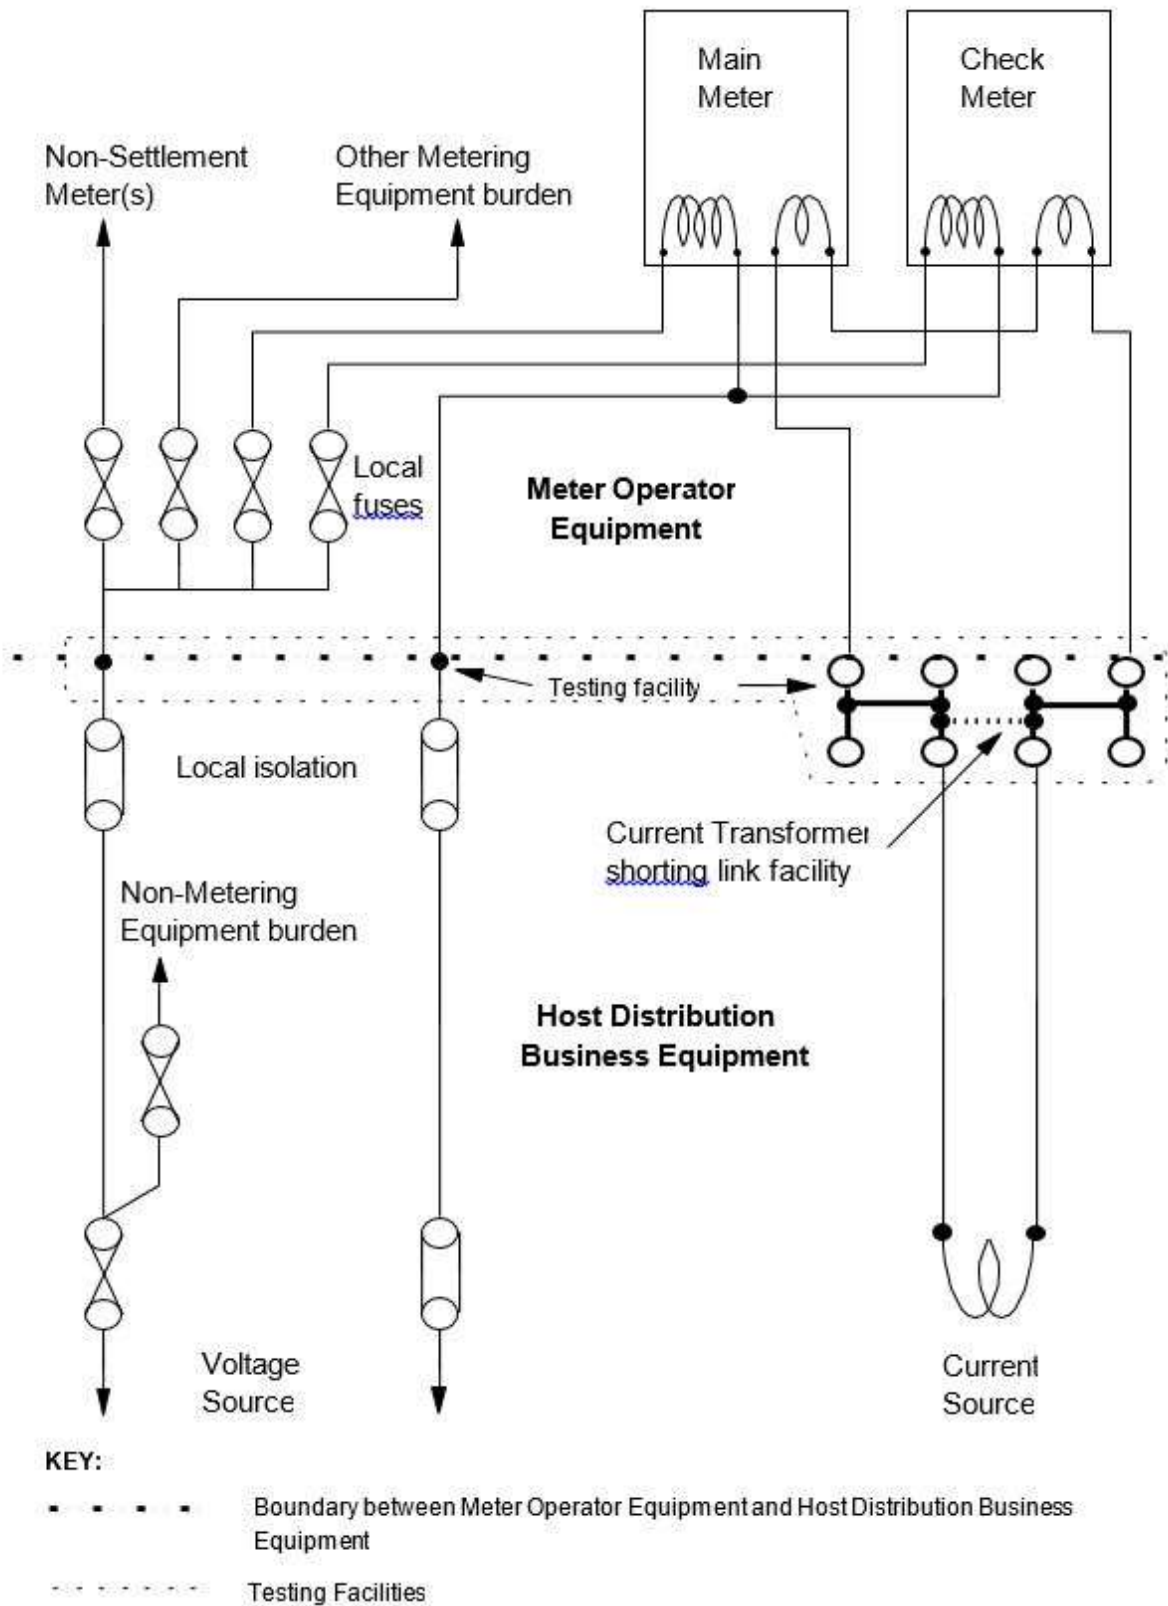 Main
Meter
Check
Meter
Non-Settlement
Meter(s)
Other Metering
Equipment burden
Local
fuses
Meter Operator
Equipment
Testing facility
Local isolation
Current Transformer
shorting link facility
Non-Metering
Equipment burden
Host Distribution
Business Equipment
Voltage
Source
Current
Source
KEY:
Boundary between Meter Operator Equipment and Host Distribution Business
Equipment
Testing Facilities